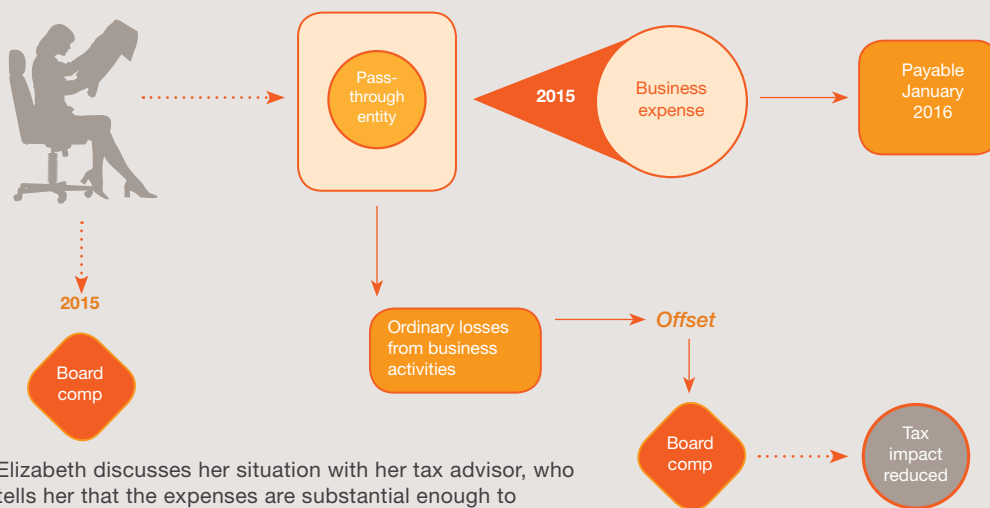 Pass-
through
entity
2015
Business
expense
Payable
January
2016
2015
Board
comp
Ordinary losses
from business
activities
Offset
Board
comp
Tax
impact
reduced
Elizabeth discusses her situation with her tax advisor, who
tells her that the expenses are substantial enough to